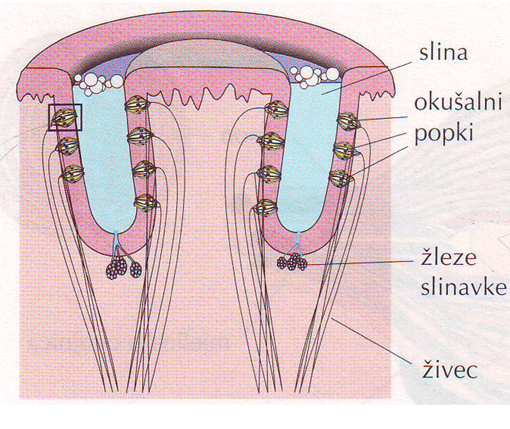 slina
okušalni
popki
žleze
slinavke
živec